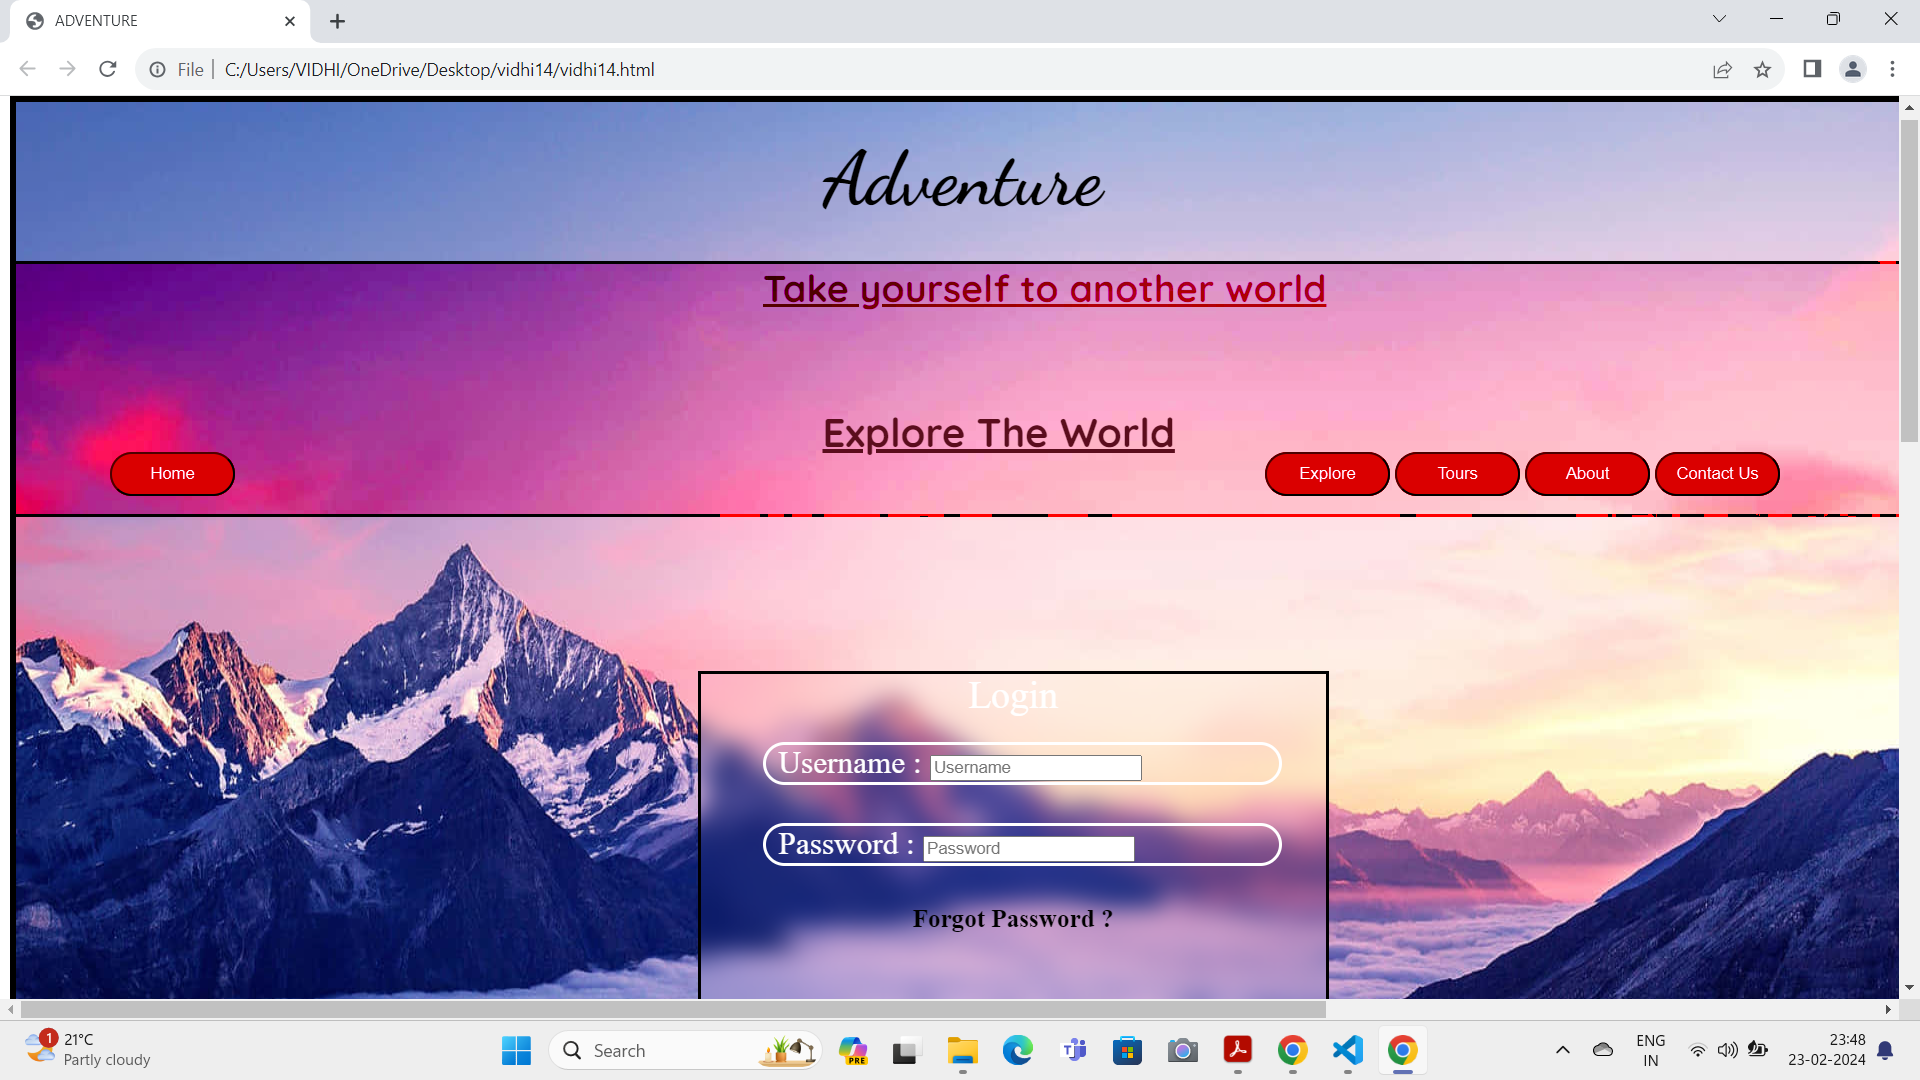 ADVENTURE
File
C:/Users/VIDHI/OneDrive/Desktop/vidhi14/vidhi14.html
Adventure
Take yourself to another world
Explore The World
Home
Explore
Tours
About
Contact Us
Login
Username :
Username
Password :
Password
Forgot Password ?
1
21°C
Partly cloudy
Search
PRE
ENG
IN
23:48
23-02-2024